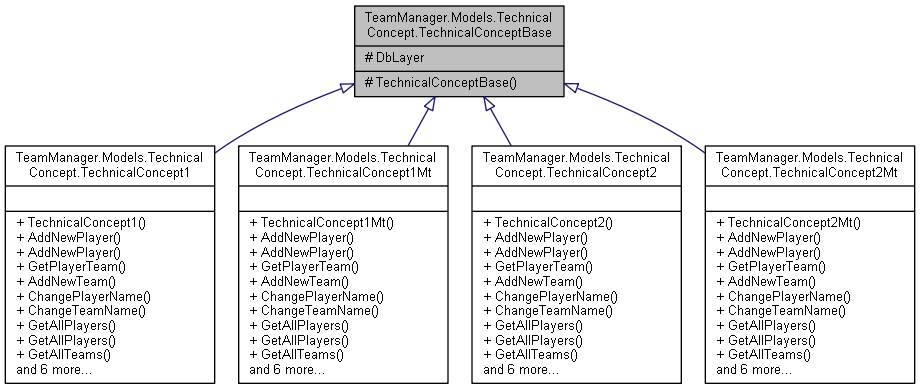 TeamManager.Models.Technical
Concept.TechnicalConceptBase
# DbLayer
# TechnicalConceptBase()
TeamManager.Models.Technical
Concept.TechnicalConcept1
+ TechnicalConcept1()
+ AddNewPlayer()
+ AddNewPlayer()
+ GetPlayerTeam()
+ AddNewTeam()
+ ChangePlayerName()
+ ChangeTeamName()
+ GetAllPlayers()
+ GetAllPlayers()
+ GetAllTeams()
and 6 more...
TeamManager.Models.Technical
Concept.TechnicalConcept1Mt
+ TechnicalConcept1Mt()
+ AddNewPlayer()
+ AddNewPlayer()
+ GetPlayerTeam()
+ AddNewTeam()
+ ChangePlayerName()
+ ChangeTeamName()
+ GetAllPlayers()
+ GetAllPlayers()
+ GetAllTeams()
and 6 more...
TeamManager.Models.Technical
Concept.TechnicalConcept2
+ TechnicalConcept2()
+ AddNewPlayer()
+ AddNewPlayer()
+ GetPlayerTeam()
+ AddNewTeam()
+ ChangePlayerName()
+ ChangeTeamName()
+ GetAllPlayers()
+ GetAllPlayers()
+ GetAllTeams()
and 6 more...
TeamManager.Models.Technical
Concept.TechnicalConcept2Mt
+ TechnicalConcept2Mt()
+ AddNewPlayer()
+ AddNewPlayer()
+ GetPlayerTeam()
+ AddNewTeam()
+ ChangePlayerName()
+ ChangeTeamName()
+ GetAllPlayers()
+ GetAllPlayers()
+ GetAllTeams()
and 6 more...